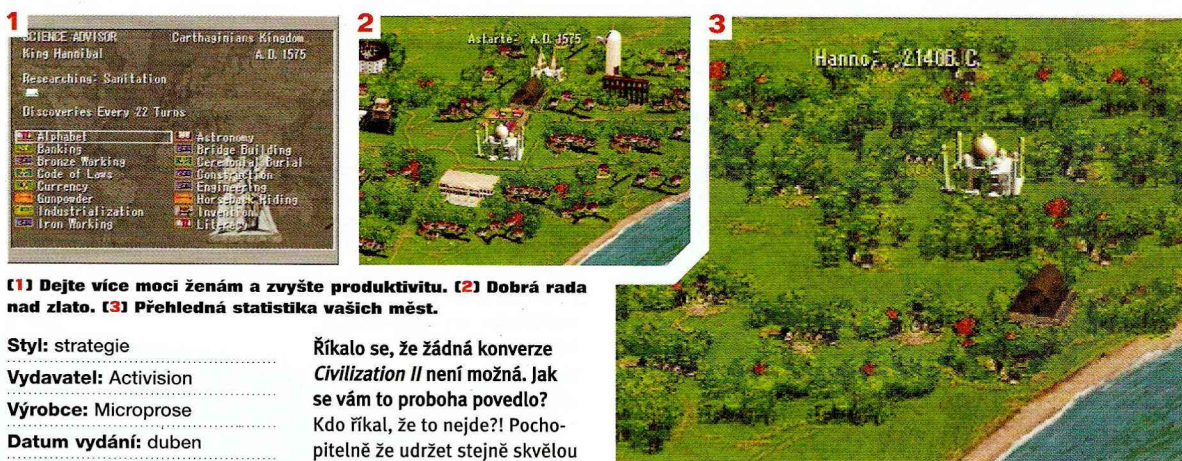 1
SCIENCE ADVISOR Carthaginians Kingdom
King Hannibal A.D. 1575
Researching: Sanitation
Discoveries Every 22 Turns
Alphabet Astronomy
Banking Bridge Building
Bronze Working Ceremonial Burial
Code of Laws Construction
Currency Engineering
Gunpowder Horseback Riding
Industrialization Invention
Iron Working Literacy
2
Astarte: A.D. 1575
3
Hanno: 2140B.C.
(1) Dejte více moci ženám a zvyšte produktivitu. (2) Dobrá rada
nad zlato. (3) Přehledná statistika vašich měst.
Styl: strategie
Vydavatel: Activision
Výrobce: Microprose
Datum vydání: duben
Říkalo se, že žádná konverze
Civilization II není možná. Jak
se vám to proboha povedlo?
Kdo říkal, že to nejde?! Pocho-
pitelně že udržet stejně skvělou